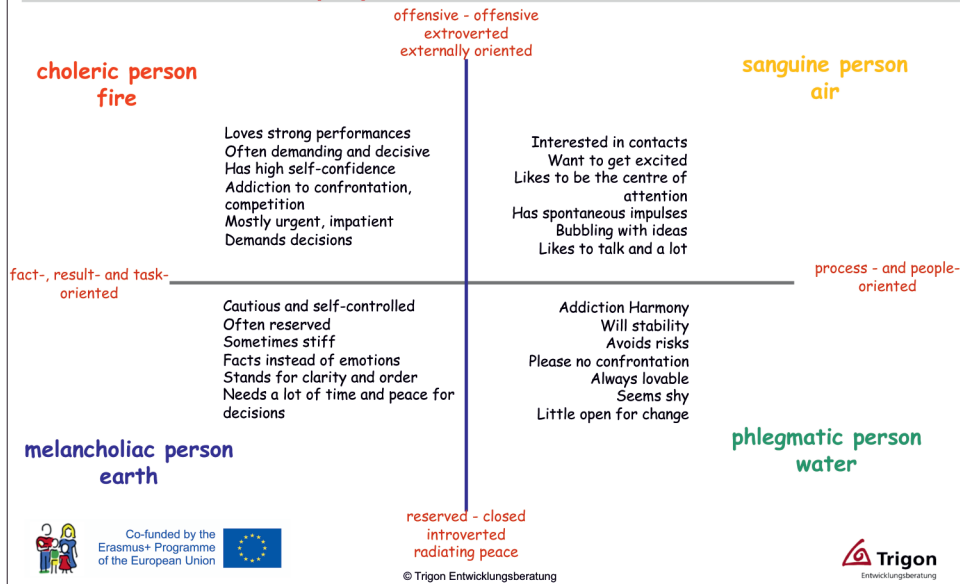 offensive - offensive
extroverted
externally oriented
choleric person
fire
sanguine person
air
Loves strong performances
Often demanding and decisive
Has high self-confidence
Addiction to confrontation,
competition
Mostly urgent, impatient
Demands decisions
Interested in contacts
Want to get excited
Likes to be the centre of
attention
Has spontaneous impulses
Bubbling with ideas
Likes to talk and a lot
fact-, result- and task-
oriented
process - and people-
oriented
Cautious and self-controlled
Often reserved
Sometimes stiff
Facts instead of emotions
Stands for clarity and order
Needs a lot of time and peace for
decisions
Addiction Harmony
Will stability
Avoids risks
Please no confrontation
Always lovable
Seems shy
Little open for change
melancholiac person
earth
phlegmatic person
water
reserved - closed
introverted
radiating peace
Co-funded by the
Erasmus+ Programme
of the European Union
Trigon
Entwicklungsberatung
© Trigon Entwicklungsberatung